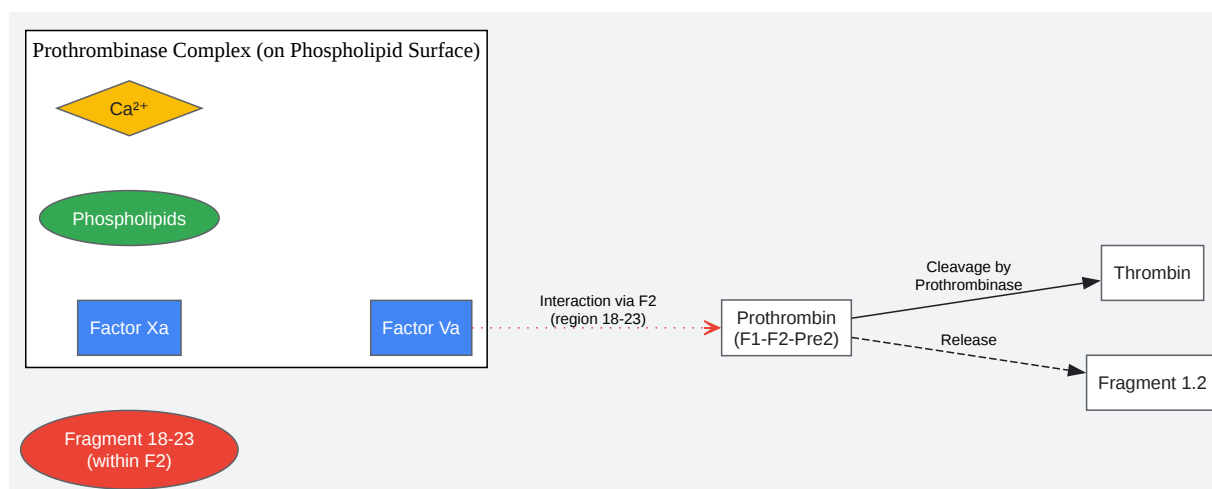 Prothrombinase Complex (on Phospholipid Surface)
Ca²⁺
Phospholipids
Factor Xa
Factor Va
Interaction via F2
(region 18-23)
Prothrombin
(F1-F2-Pre2)
Cleavage by
Prothrombinase
Thrombin
Release
Fragment 1.2
Fragment 18-23
(within F2)